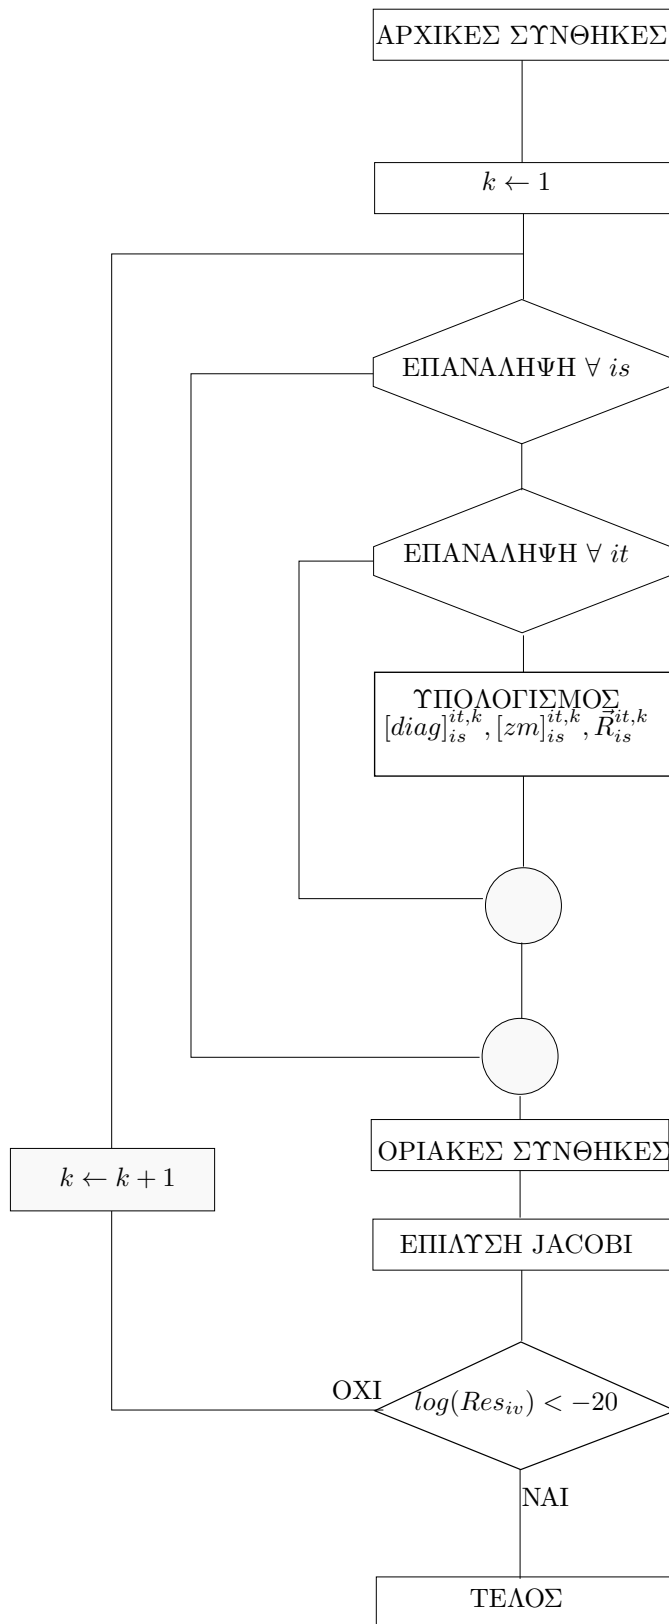 ΑΡΧΙΚΕΣ ΣΥΝΘΗΚΕΣ
k ← 1
ΕΠΑΝΑΛΗΨΗ ∀ is
ΕΠΑΝΑΛΗΨΗ ∀ it
ΥΠΟΛΟΓΙΣΜΟΣ
$[diag]_{is}^{it,k}, [zm]_{is}^{it,k}, \vec{R}_{is}^{it,k}$
ΟΡΙΑΚΕΣ ΣΥΝΘΗΚΕΣ
k ← k + 1
ΕΠΙΛΥΣΗ JACOBI
ΟΧΙ
$log(Res_{iv}) < -20$
ΝΑΙ
ΤΕΛΟΣ